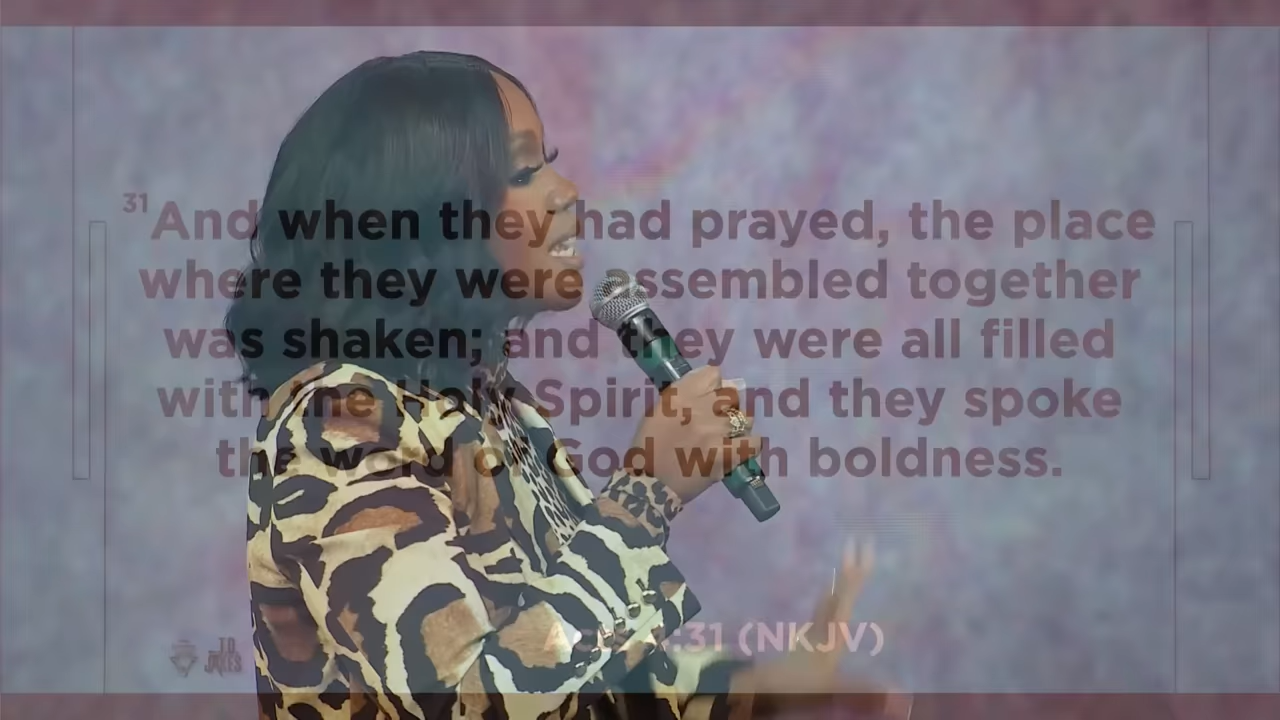 31 And when they had prayed, the place
where they were assembled together
was shaken; and they were all filled
with the Holy Spirit, and they spoke
the word of God with boldness.
Acts 4:31 (NKJV)
T.D.
JAKES